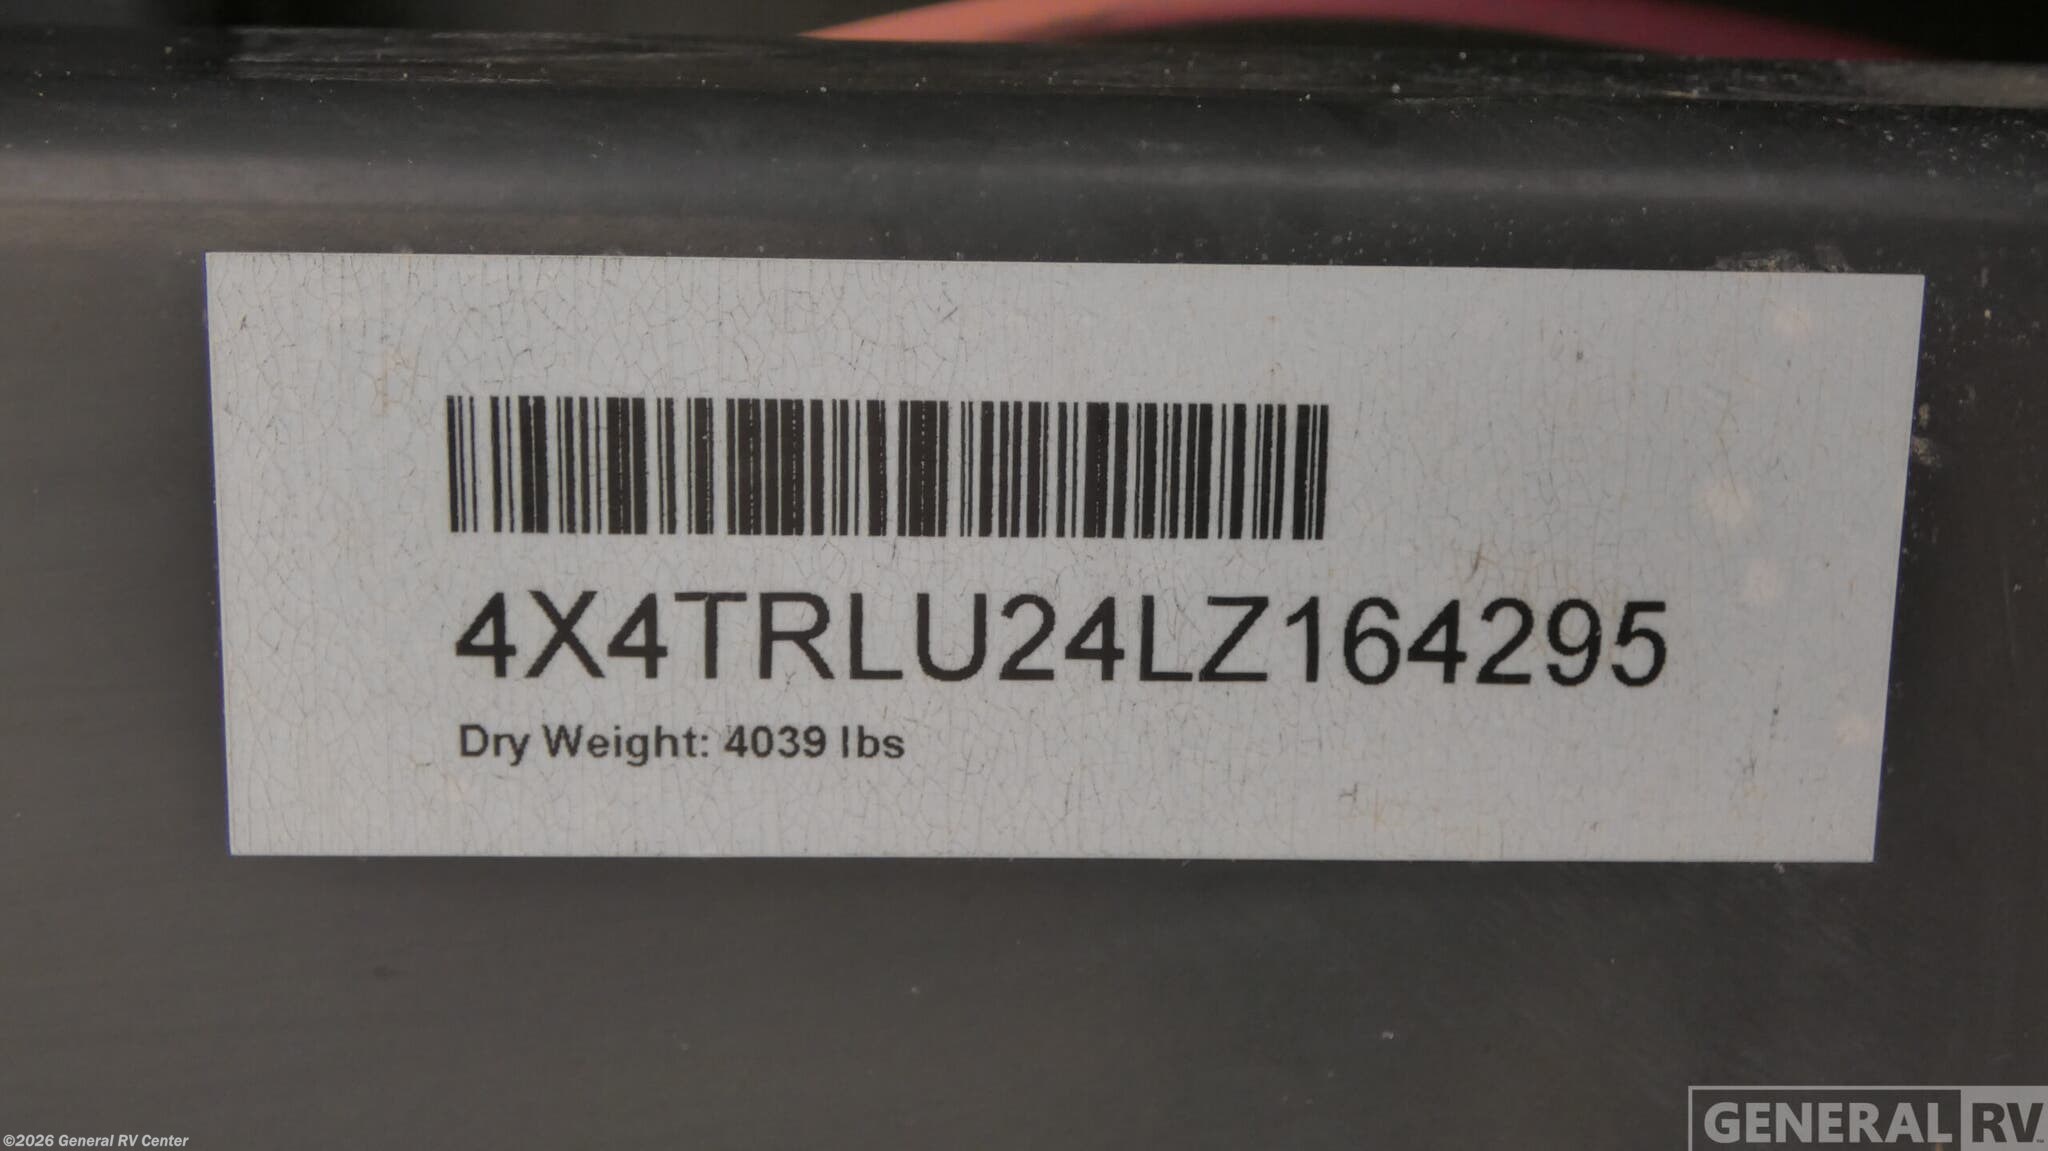 4X4TRLU24LZ164295
Dry Weight: 4039 lbs
©2026 General RV Center
GENERAL RV